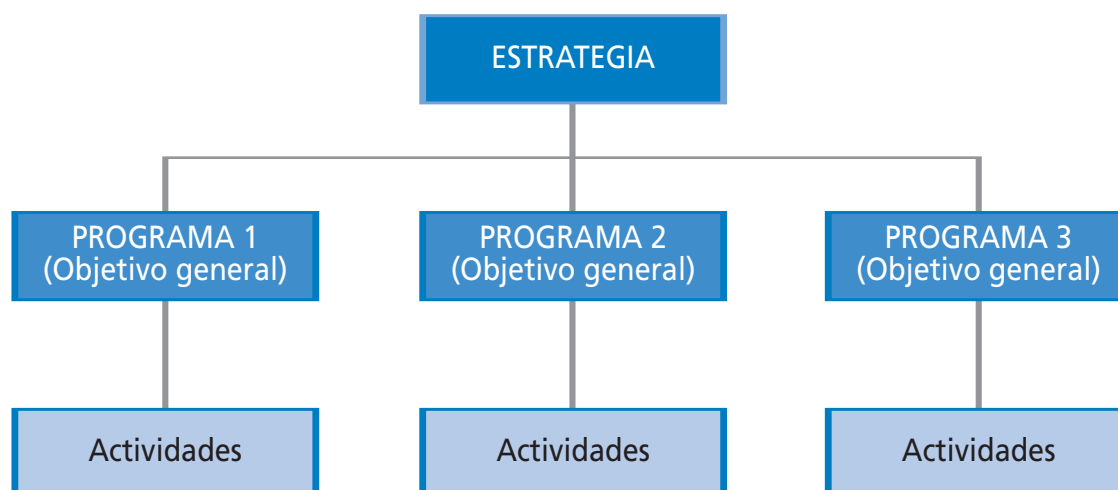 ESTRATEGIA
PROGRAMA 1
(Objetivo general)
PROGRAMA 2
(Objetivo general)
PROGRAMA 3
(Objetivo general)
Actividades
Actividades
Actividades